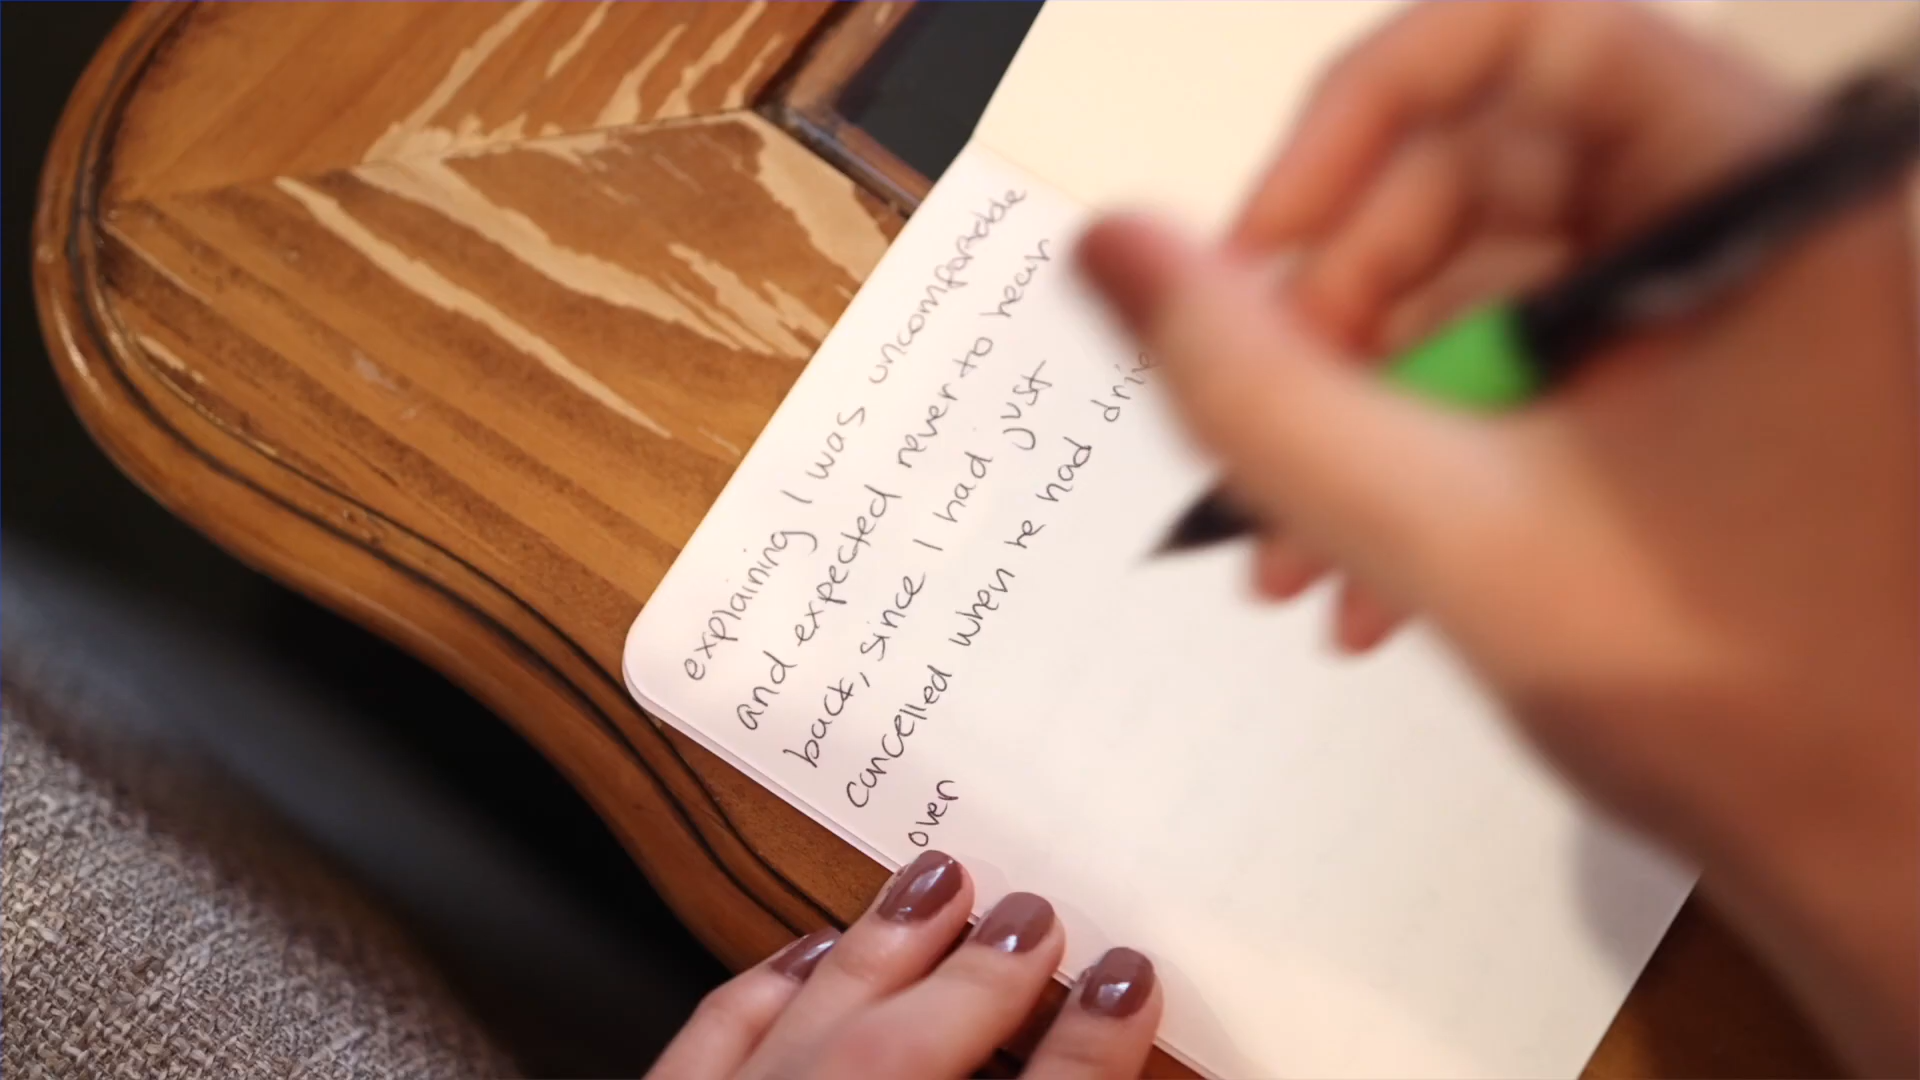 explaining I was uncomfortable
and expected never to hear
back, since I had just
cancelled when he had
over